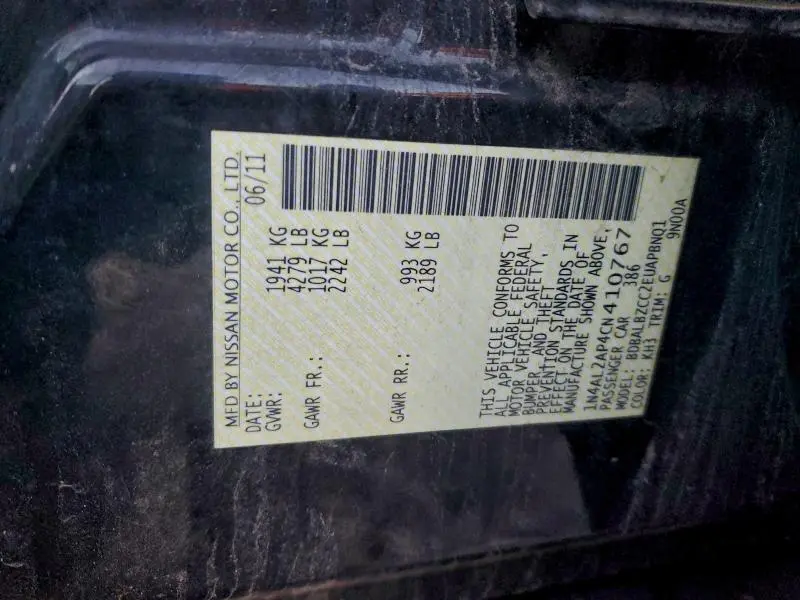 MFD BY NISSAN MOTOR CO., LTD.
DATE: 06/11
GVWR: 1941 KG
4279 LB
GAWR FR.: 1017 KG
2242 LB
GAWR RR.: 993 KG
2189 LB
THIS VEHICLE CONFORMS TO
ALL APPLICABLE FEDERAL
MOTOR VEHICLE SAFETY,
BUMPER, AND THEFT
PREVENTION STANDARDS IN
EFFECT ON THE DATE OF
MANUFACTURE SHOWN ABOVE,
1N4AL2AP4CN410767
PASSENGER CAR 386
MODEL: BDBALBZCC2EUAPBNQ1
COLOR: KH3 TRIM: G 9N00A